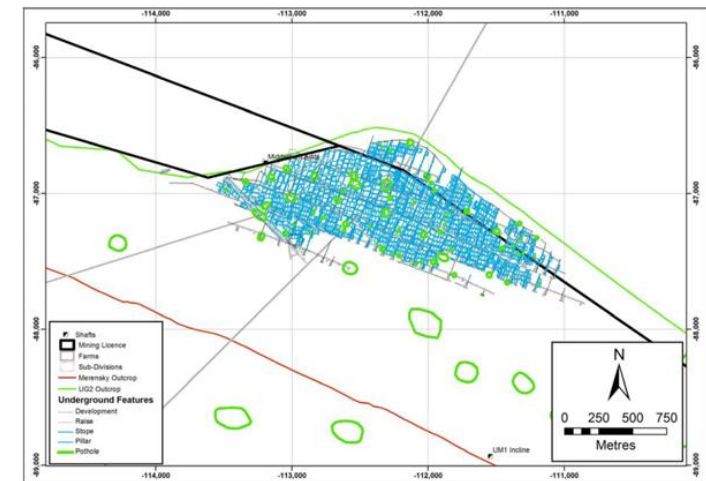 -114,000 -113,000 -112,000 -111,000
-86,000 -86,000
-87,000 -87,000
-88,000
-89,000 -89,000
Shafts
Mining Licence
Farms
Sub-Divisions
Merensky Outcrop
UG2 Outcrop
Underground Features
Development
Raise
Stope
Pillar
Pothole
UM1 Incline
N
0 250 500 750
Metres
-114,000 -113,000 -112,000 -111,000